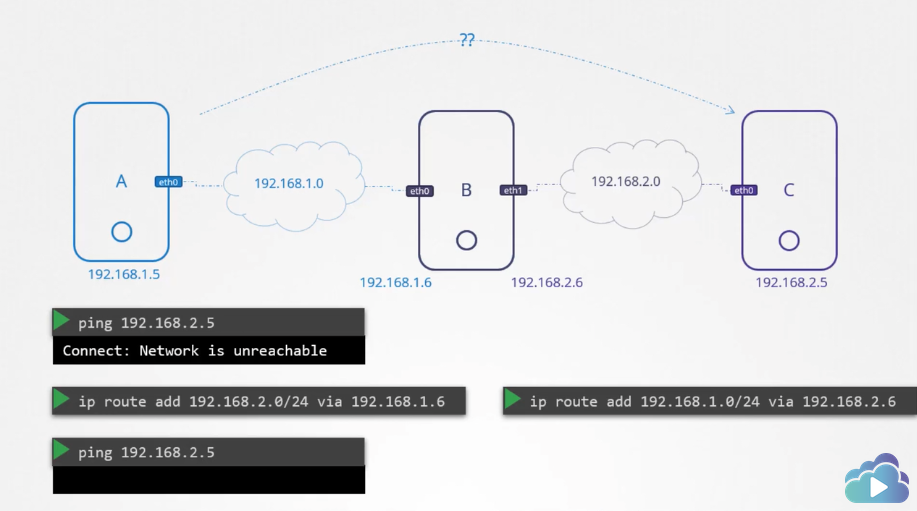 ??
A
eth0
192.168.1.0
eth0
B
eth1
192.168.2.0
eth0
C
192.168.1.5
192.168.1.6
192.168.2.6
192.168.2.5
ping 192.168.2.5
Connect: Network is unreachable
ip route add 192.168.2.0/24 via 192.168.1.6
ip route add 192.168.1.0/24 via 192.168.2.6
ping 192.168.2.5